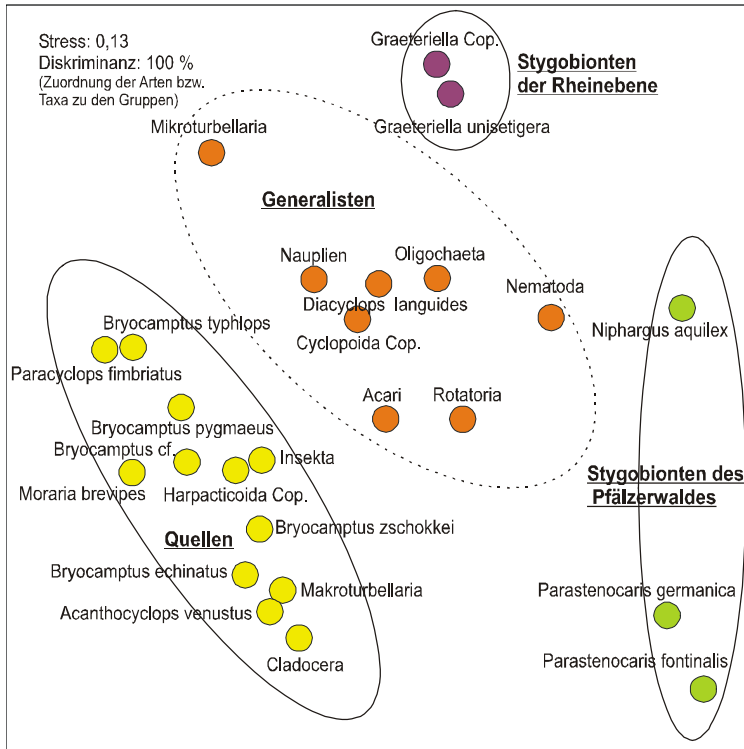 Stress: 0,13
Diskriminanz: 100 %
(Zuordnung der Arten bzw.
Taxa zu den Gruppen)
Graeteriella Cop.
Stygobionten
der Rheinebene
Graeteriella unisetigera
Mikroturbellaria
Generalisten
Nauplien
Oligochaeta
Diacyclops languides
Nematoda
Cyclopoida Cop.
Niphargus aquilex
Bryocamptus typhlops
Paracyclops fimbriatus
Acari
Rotatoria
Bryocamptus pygmaeus
Bryocamptus cf.
Insekta
Moraria brevipes
Harpacticoida Cop.
Stygobionten des
Pfälzerwaldes
Bryocamptus zschokkei
Quellen
Bryocamptus echinatus
Makroturbellaria
Parastenocaris germanica
Acanthocyclops venustus
Cladocera
Parastenocaris fontinalis